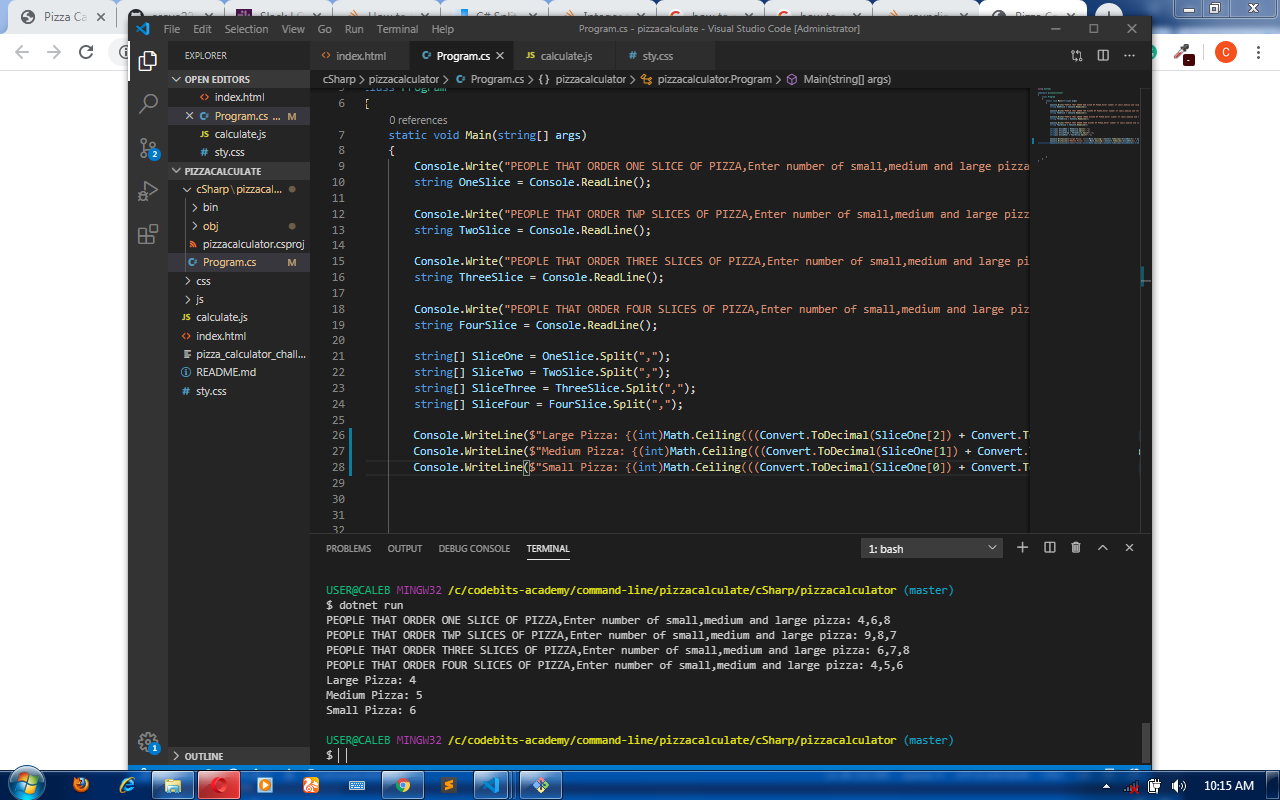 Pizza Ca
File Edit Selection View Go Run Terminal Help
Program.cs - pizzacalculate - Visual Studio Code [Administrator]
C
EXPLORER
index.html
Program.cs
calculate.js
sty.css
OPEN EDITORS
index.html
Program.cs ... M
calculate.js
sty.css
PIZZACALCULATE
cSharp \ pizzacal...
bin
obj
pizzacalculator.csproj
Program.cs M
css
js
calculate.js
index.html
pizza_calculator_chall...
README.md
sty.css
OUTLINE
2
1
cSharp > pizzacalculator > Program.cs > {} pizzacalculator > pizzacalculator.Program > Main(string[] args)
6 {
0 references
7 static void Main(string[] args)
8 {
9 Console.Write("PEOPLE THAT ORDER ONE SLICE OF PIZZA,Enter number of small,medium and large pizza
10 string OneSlice = Console.ReadLine();
11
12 Console.Write("PEOPLE THAT ORDER TWP SLICES OF PIZZA,Enter number of small,medium and large pizz
13 string TwoSlice = Console.ReadLine();
14
15 Console.Write("PEOPLE THAT ORDER THREE SLICES OF PIZZA,Enter number of small,medium and large pi
16 string ThreeSlice = Console.ReadLine();
17
18 Console.Write("PEOPLE THAT ORDER FOUR SLICES OF PIZZA,Enter number of small,medium and large piz
19 string FourSlice = Console.ReadLine();
20
21 string[] SliceOne = OneSlice.Split(",");
22 string[] SliceTwo = TwoSlice.Split(",");
23 string[] SliceThree = ThreeSlice.Split(",");
24 string[] SliceFour = FourSlice.Split(",");
25
26 Console.WriteLine($"Large Pizza: {(int)Math.Ceiling(((Convert.ToDecimal(SliceOne[2]) + Convert.To
27 Console.WriteLine($"Medium Pizza: {(int)Math.Ceiling(((Convert.ToDecimal(SliceOne[1]) + Convert.
28 Console.WriteLine($"Small Pizza: {(int)Math.Ceiling(((Convert.ToDecimal(SliceOne[0]) + Convert.To
29
30
31
32
PROBLEMS OUTPUT DEBUG CONSOLE TERMINAL
1: bash
USER@CALEB MINGW32 /c/codebits-academy/command-line/pizzacalculate/cSharp/pizzacalculator (master)
$ dotnet run
PEOPLE THAT ORDER ONE SLICE OF PIZZA,Enter number of small,medium and large pizza: 4,6,8
PEOPLE THAT ORDER TWP SLICES OF PIZZA,Enter number of small,medium and large pizza: 9,8,7
PEOPLE THAT ORDER THREE SLICES OF PIZZA,Enter number of small,medium and large pizza: 6,7,8
PEOPLE THAT ORDER FOUR SLICES OF PIZZA,Enter number of small,medium and large pizza: 4,5,6
Large Pizza: 4
Medium Pizza: 5
Small Pizza: 6
USER@CALEB MINGW32 /c/codebits-academy/command-line/pizzacalculate/cSharp/pizzacalculator (master)
$
10:15 AM